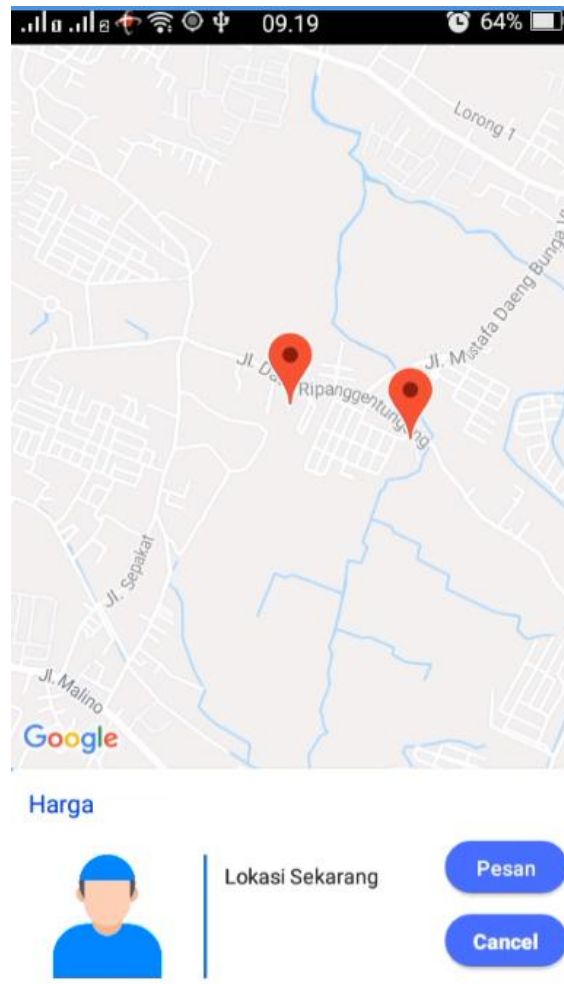 09.19
64%
Lorong 1
Jl. Mustafa Daeng Bunga
Ripanggentungang
Jl. Sepakat
Jl. Malino
Google
Harga
Lokasi Sekarang
Pesan
Cancel